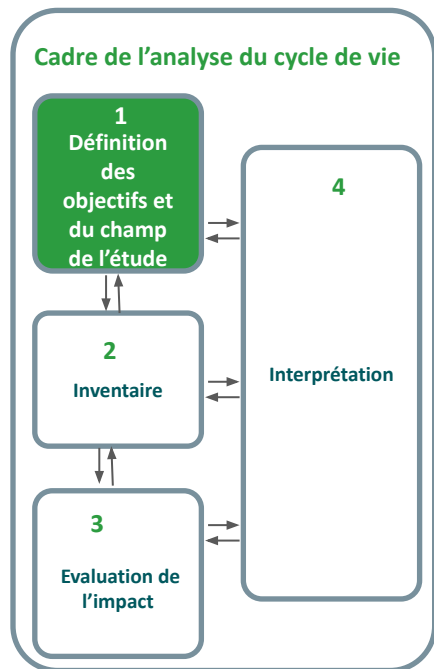 Cadre de l’analyse du cycle de vie
1
Définition
des
objectifs et
du champ
de l’étude
2
Inventaire
3
Evaluation de
l’impact
4
Interprétation